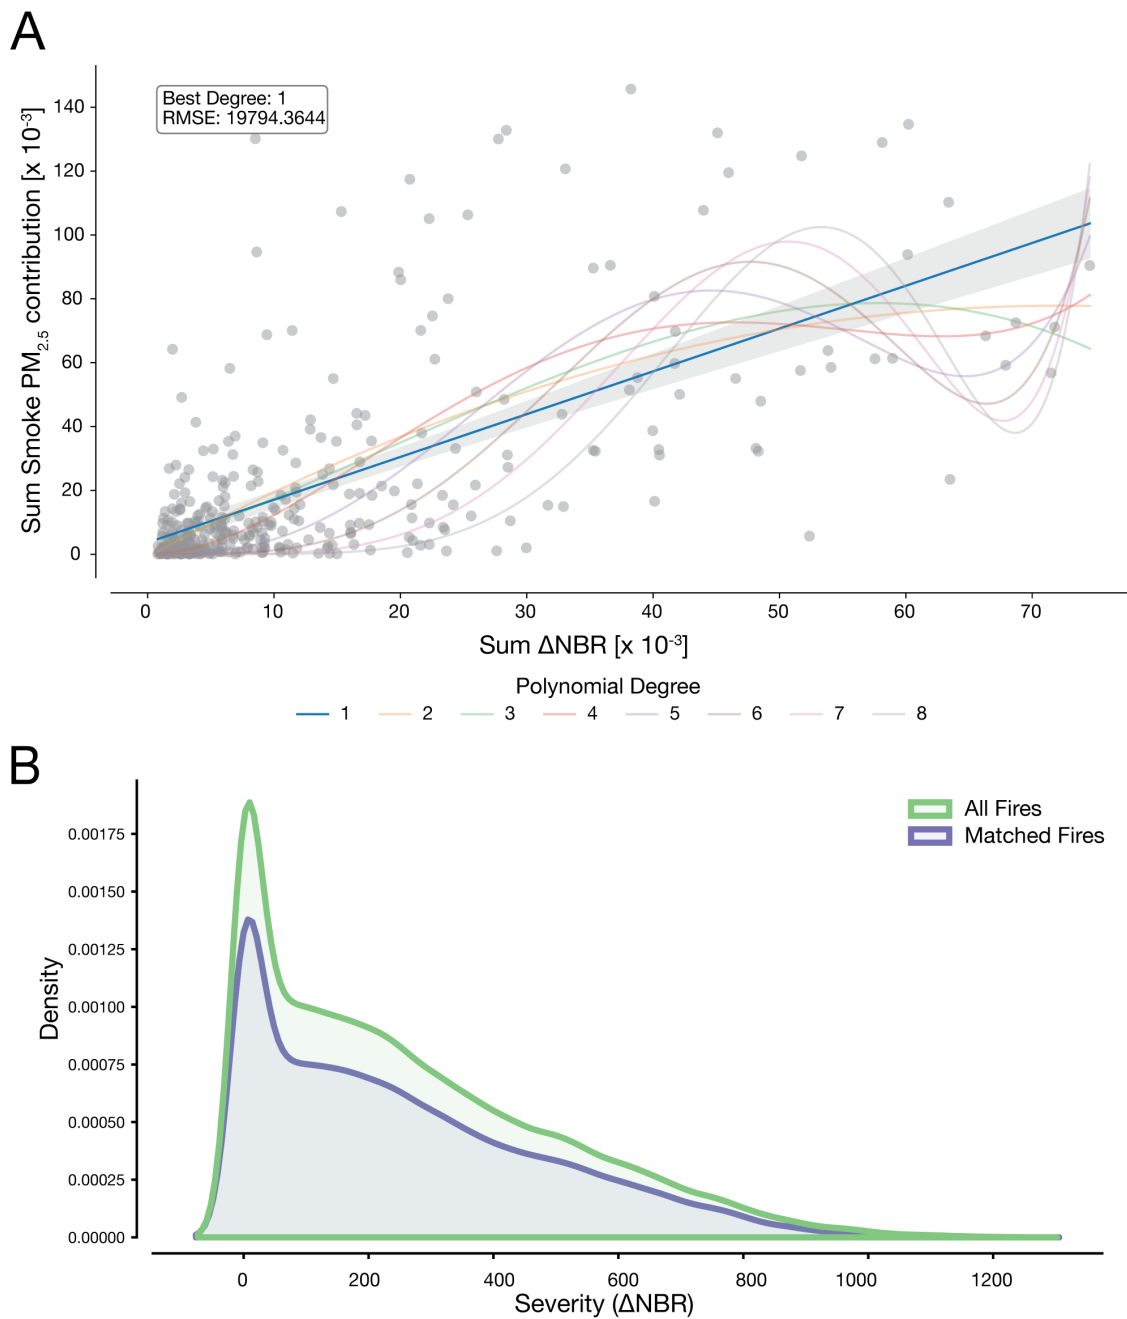 A
Best Degree: 1
RMSE: 19794.3644
Sum Smoke PM2.5 contribution [x 10-3]
140
120
100
80
60
40
20
0
0 10 20 30 40 50 60 70
Sum ΔNBR [x 10-3]
Polynomial Degree
1 2 3 4 5 6 7 8
B
All Fires
Matched Fires
Density
0.00175
0.00150
0.00125
0.00100
0.00075
0.00050
0.00025
0.00000
0 200 400 600 800 1000 1200
Severity (ΔNBR)